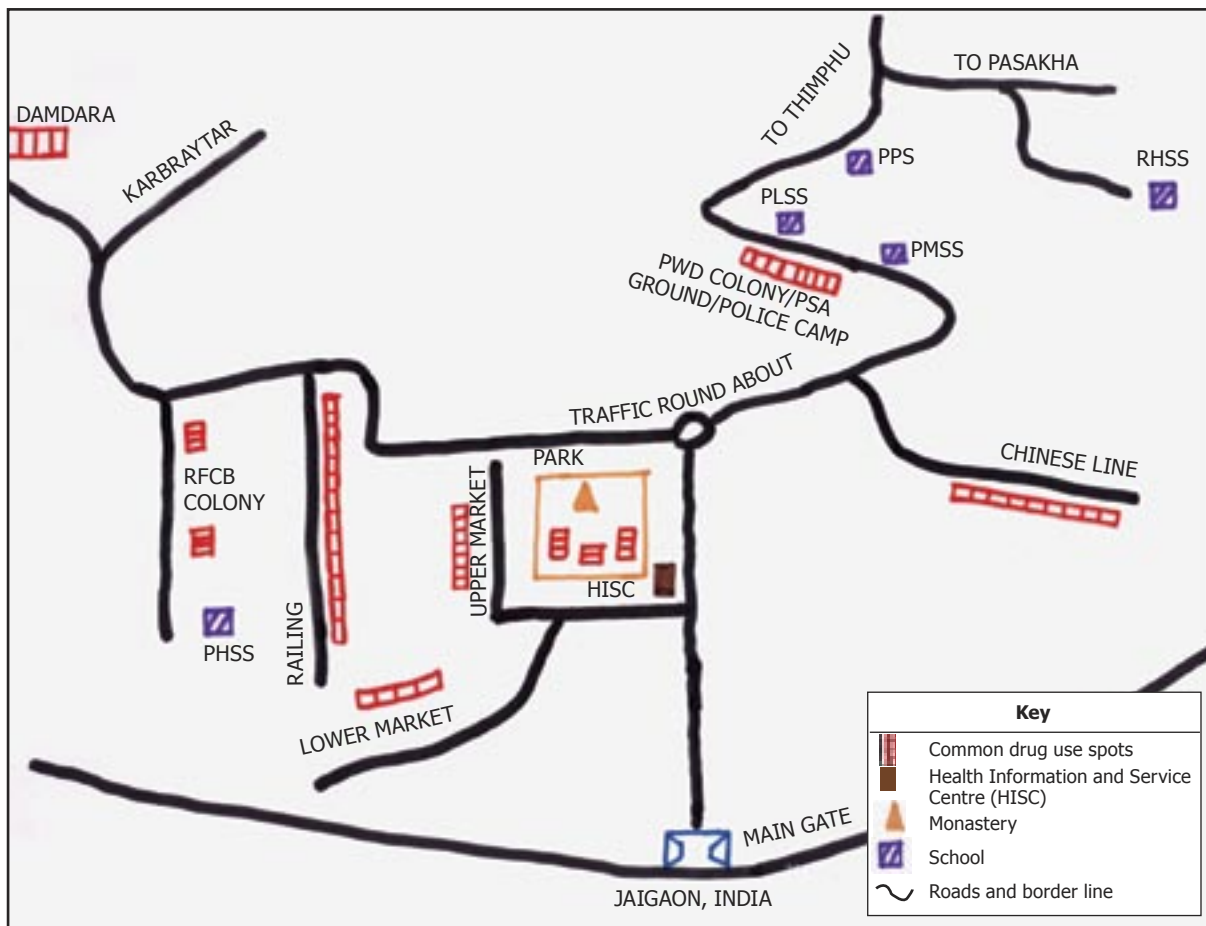 TO PASAKHA
TO THIMPHU
DAMDARA
KARBRAYTAR
PPS
RHSS
PLSS
PMSS
PWD COLONY/PSA
GROUND/POLICE CAMP
TRAFFIC ROUND ABOUT
PARK
CHINESE LINE
RFCB
COLONY
UPPER MARKET
HISC
PHSS
RAILING
LOWER MARKET
MAIN GATE
JAIGAON, INDIA
Key
Common drug use spots
Health Information and Service
Centre (HISC)
Monastery
School
Roads and border line